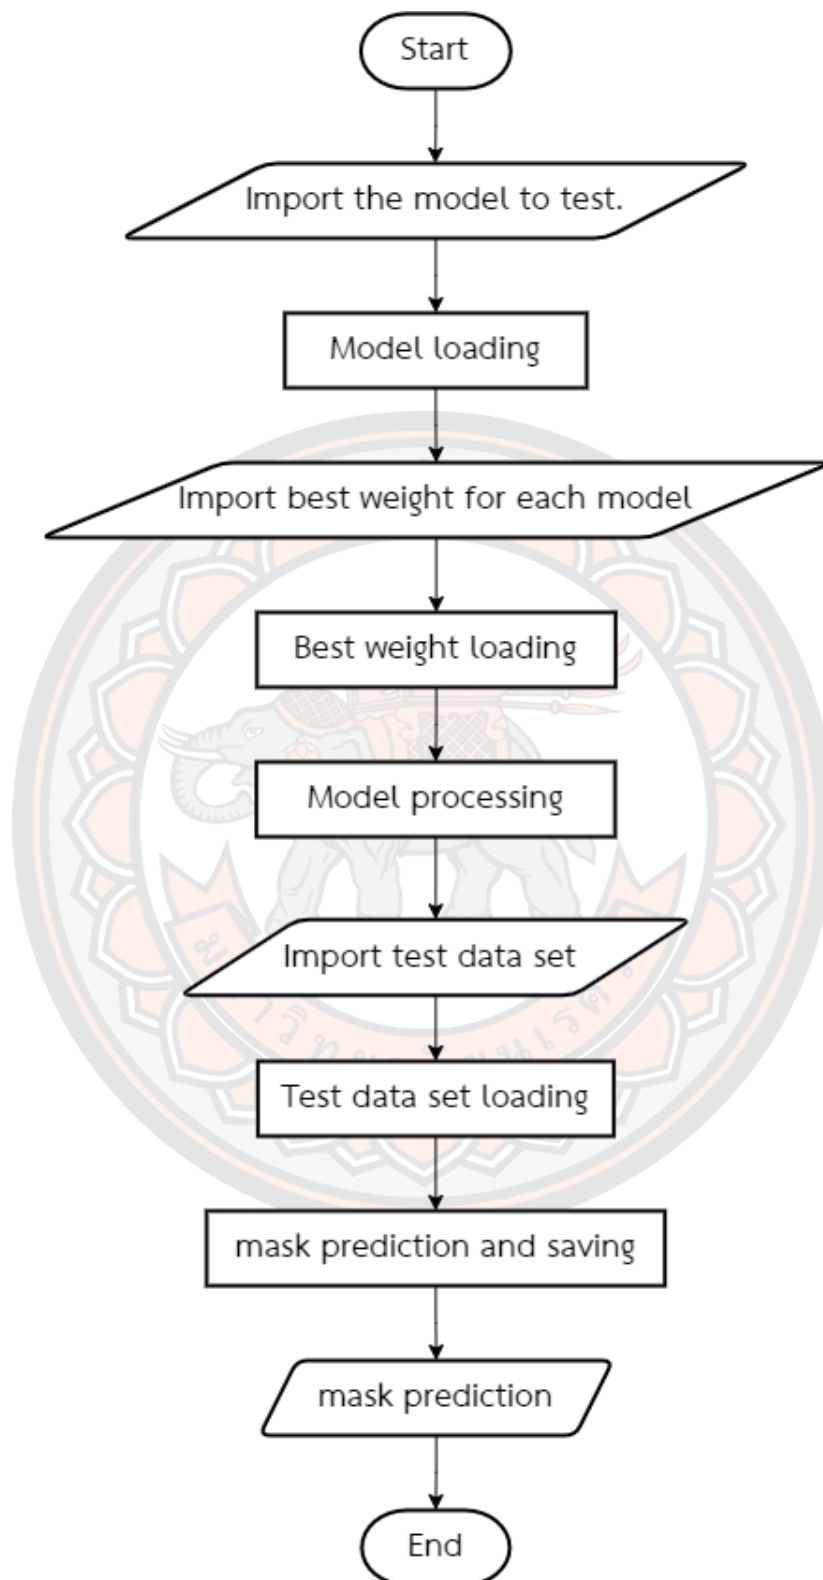 Start
Import the model to test.
Model loading
Import best weight for each model
Best weight loading
Model processing
Import test data set
Test data set loading
mask prediction and saving
mask prediction
End